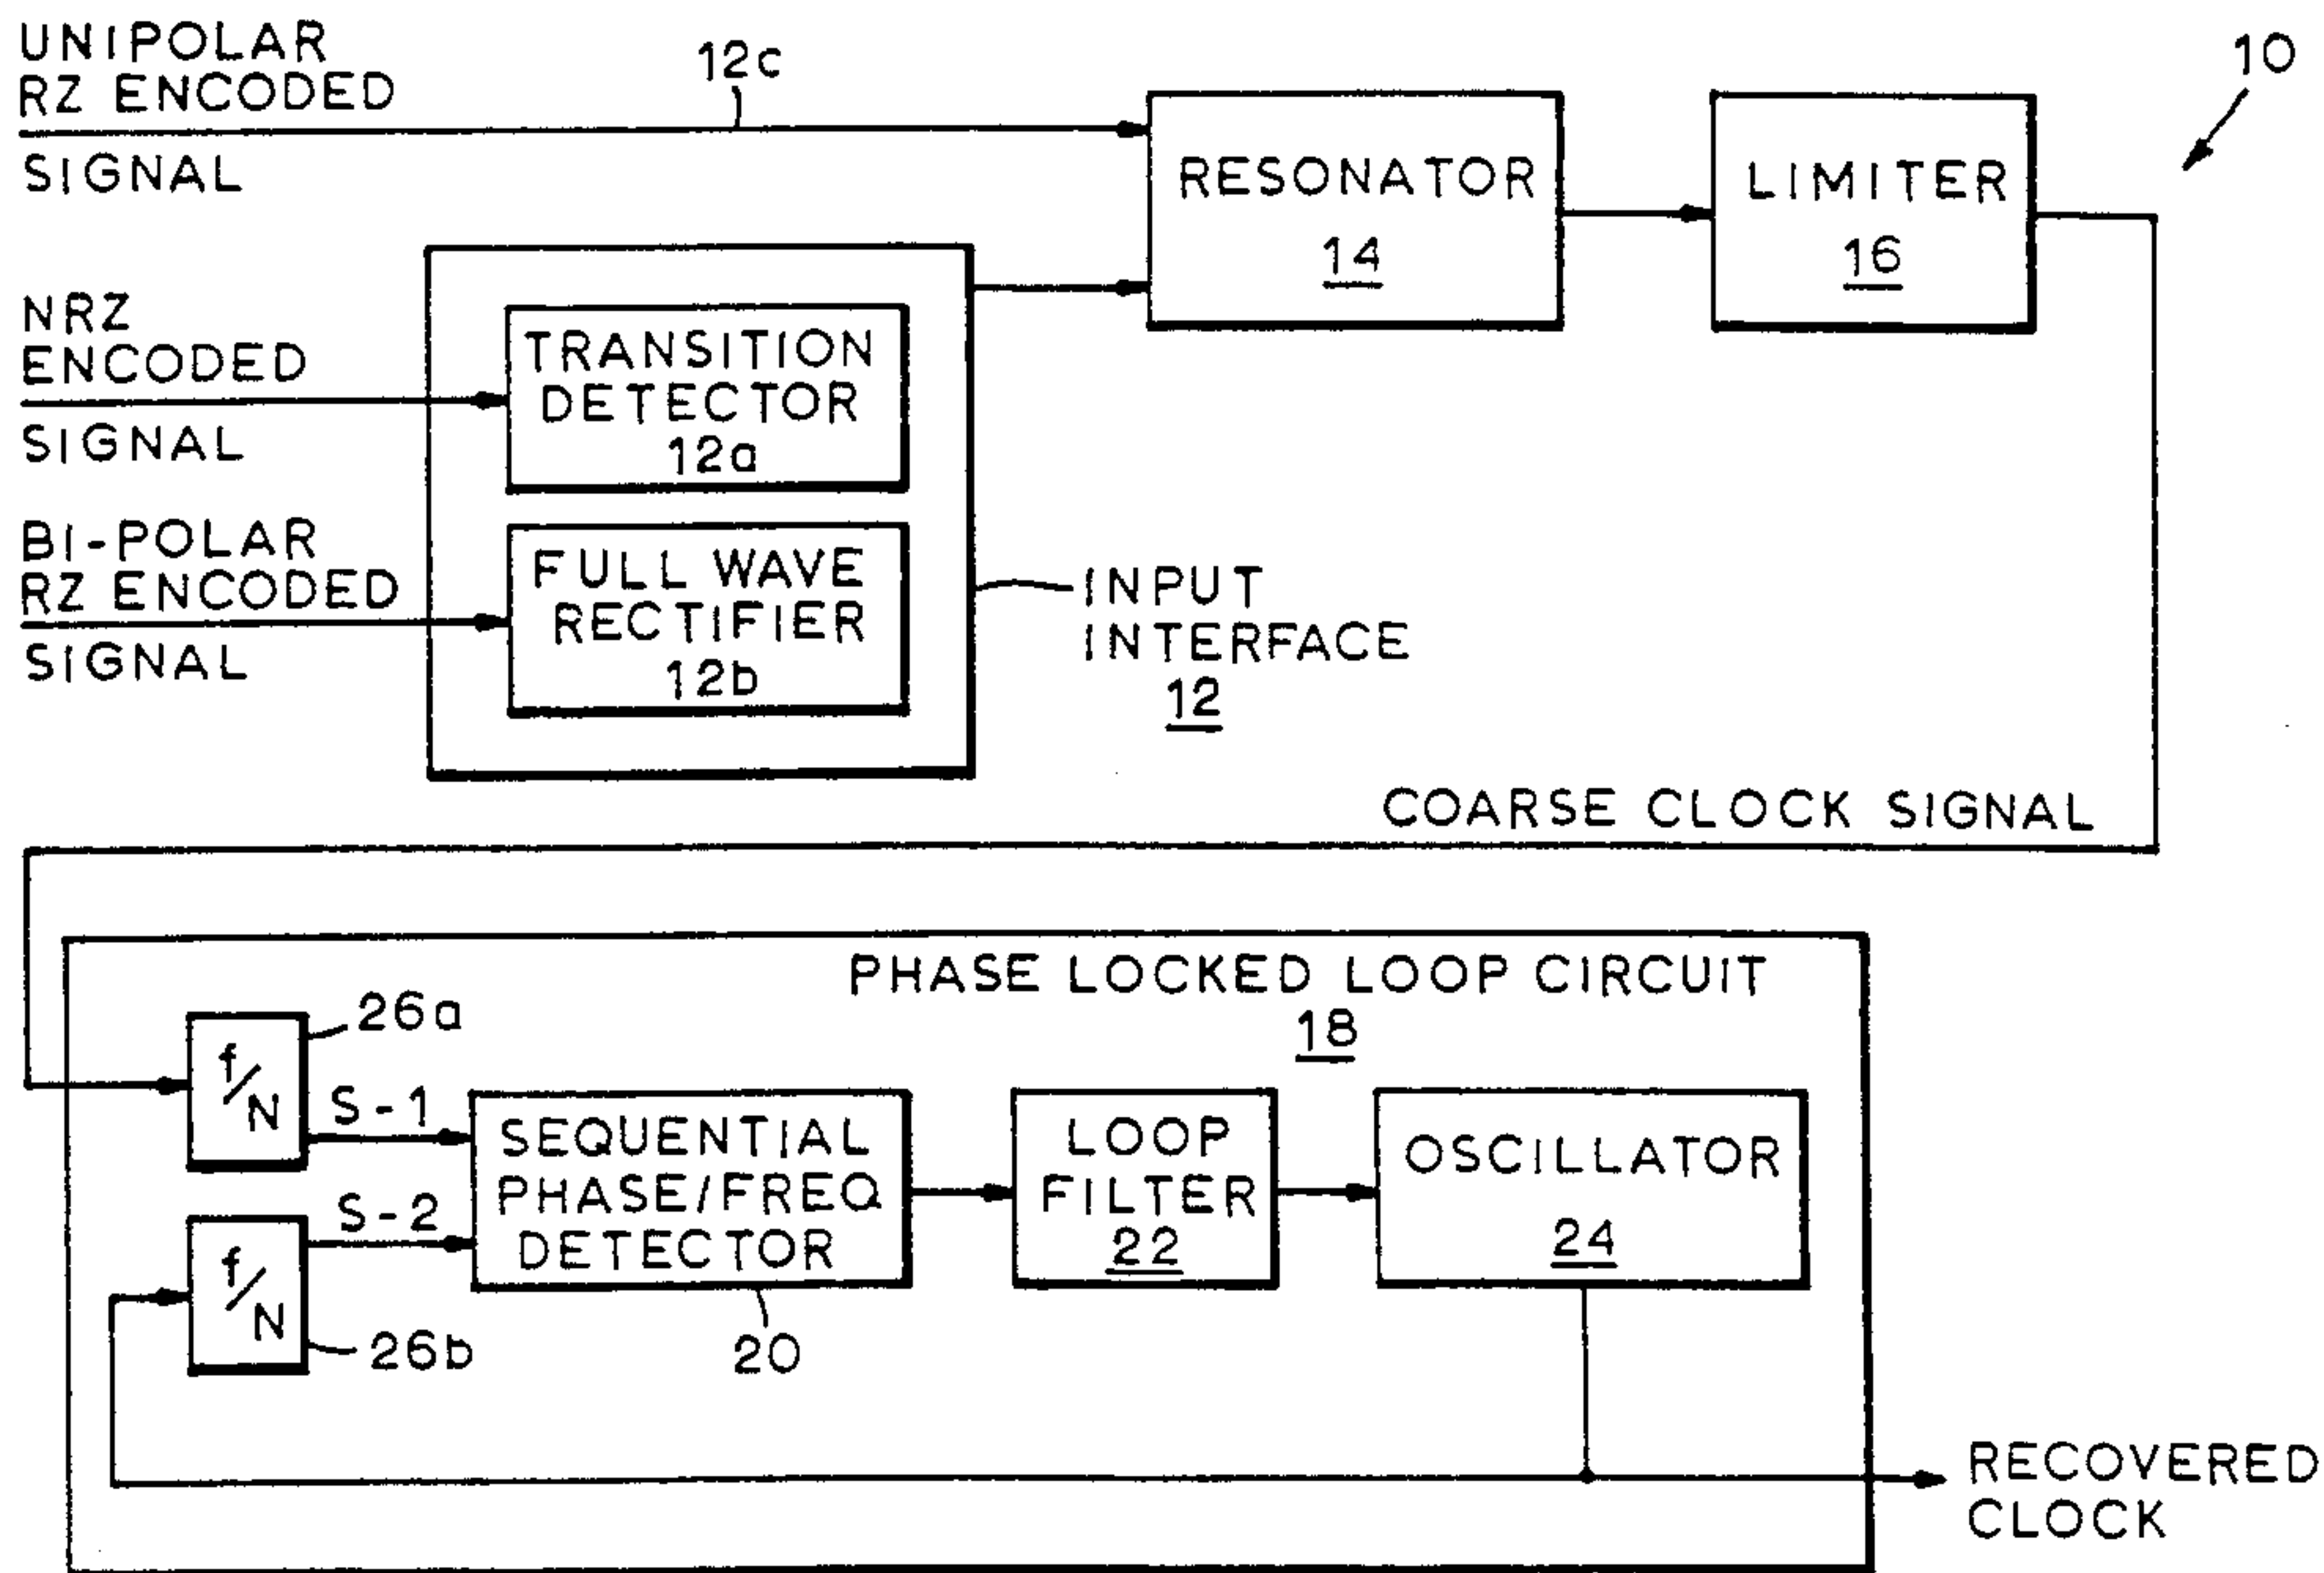 UNIPOLAR
RZ ENCODED
SIGNAL
12c
10
RESONATOR
14
LIMITER
16
NRZ
ENCODED
SIGNAL
TRANSITION
DETECTOR
12a
BI-POLAR
RZ ENCODED
SIGNAL
FULL WAVE
RECTIFIER
12b
INPUT
INTERFACE
12
COARSE CLOCK SIGNAL
PHASE LOCKED LOOP CIRCUIT
18
26a
f/N
S-1
SEQUENTIAL
PHASE/FREQ
DETECTOR
20
LOOP
FILTER
22
OSCILLATOR
24
S-2
f/N
26b
RECOVERED
CLOCK